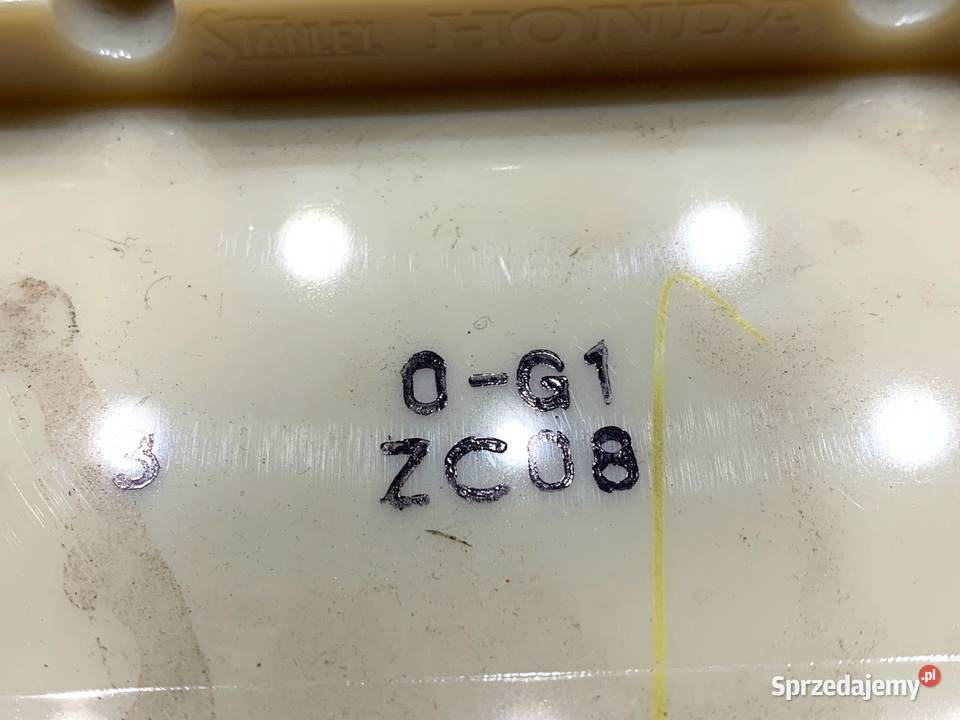 STANLEY HONDA
0-G1
3 ZC08
Sprzedajemy.pl